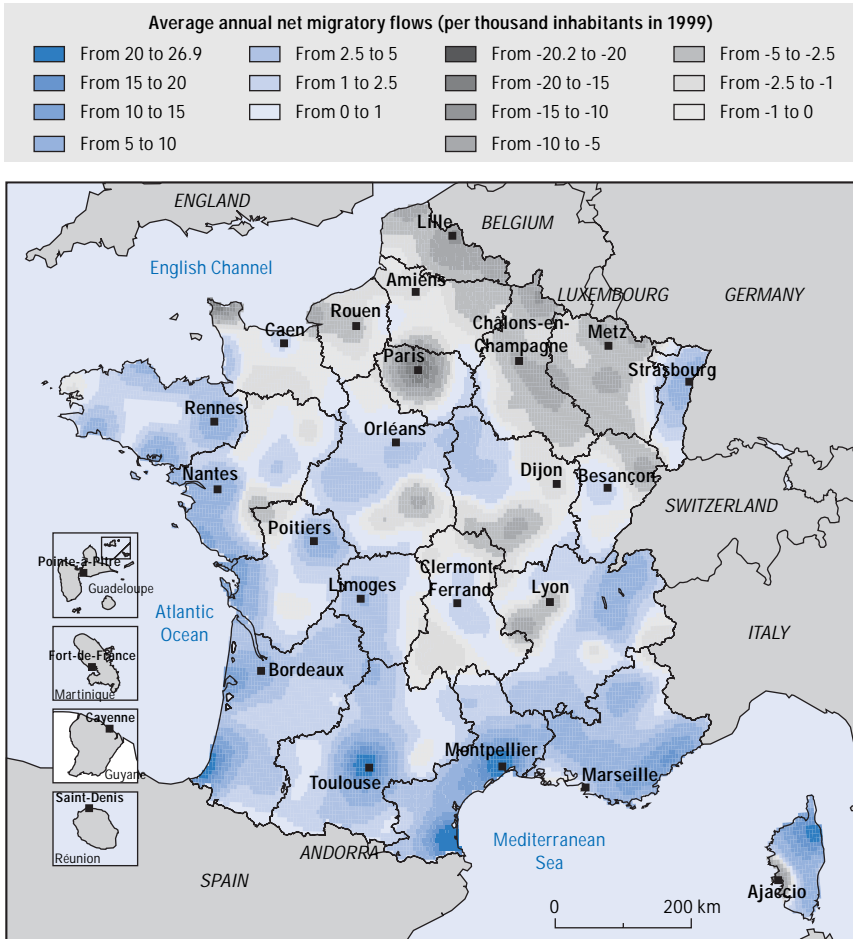 Average annual net migratory flows (per thousand inhabitants in 1999)
From 20 to 26.9
From 15 to 20
From 10 to 15
From 5 to 10
From 2.5 to 5
From 1 to 2.5
From 0 to 1
From -20.2 to -20
From -20 to -15
From -15 to -10
From -10 to -5
From -5 to -2.5
From -2.5 to -1
From -1 to 0
ENGLAND
Lille
BELGIUM
English Channel
Amiens
LUXEMBOURG
GERMANY
Rouen
Caen
Châlons-en-
Champagne
Metz
Paris
Strasbourg
Rennes
Orléans
Nantes
Dijon
Besançon
SWITZERLAND
Poitiers
Pointe-à-Pitre
Guadeloupe
Limoges
Clermont-
Ferrand
Lyon
Atlantic
Ocean
ITALY
Fort-de-France
Martinique
Bordeaux
Cayenne
Guyane
Montpellier
Toulouse
Marseille
Saint-Denis
Réunion
ANDORRA
Mediterranean
Sea
SPAIN
Ajaccio
0 200 km